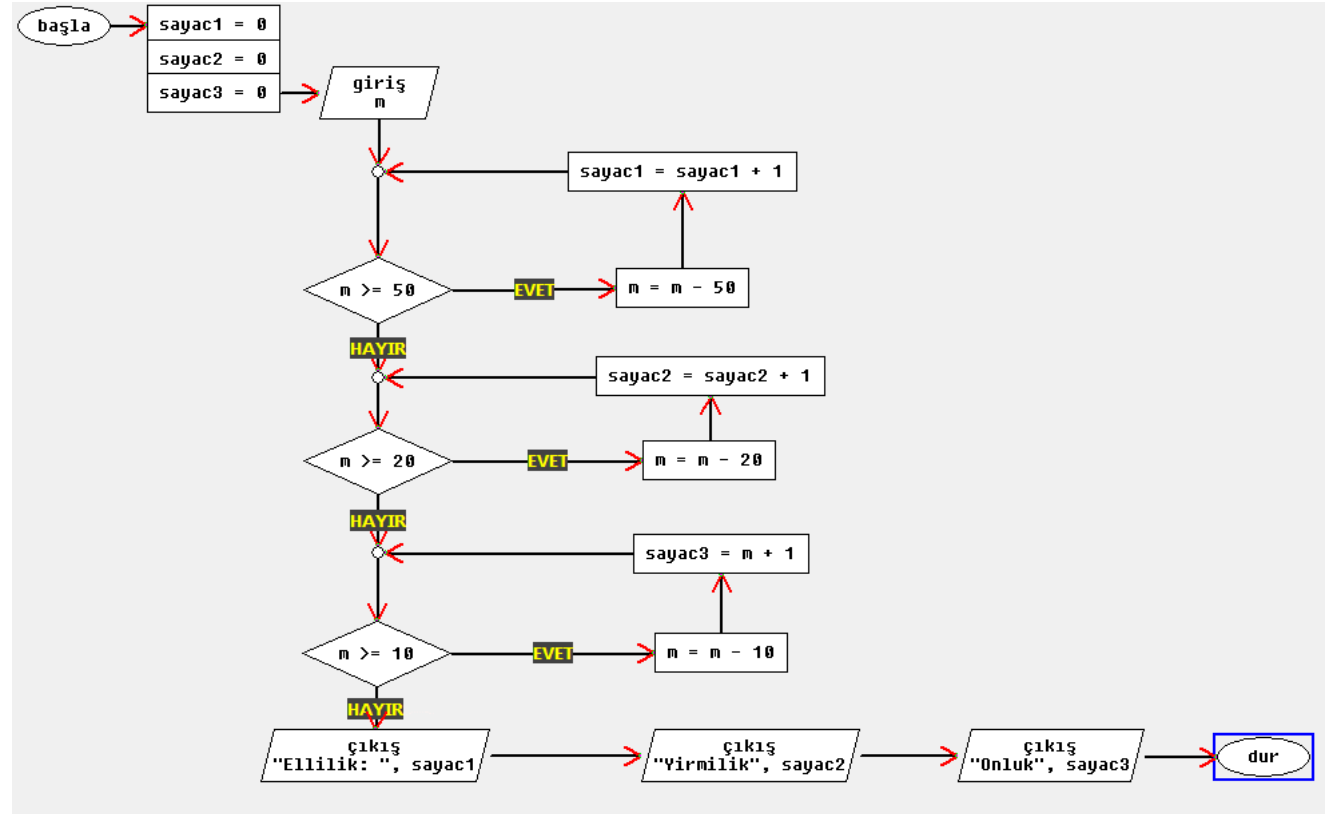 başla
sayac1 = 0
sayac2 = 0
sayac3 = 0
giriş
m
sayac1 = sayac1 + 1
m >= 50
EVET
m = m - 50
HAYIR
sayac2 = sayac2 + 1
m >= 20
EVET
m = m - 20
HAYIR
sayac3 = m + 1
m >= 10
EVET
m = m - 10
HAYIR
çıkış
"Ellilik: ", sayac1
çıkış
"Yirmilik", sayac2
çıkış
"Onluk", sayac3
dur